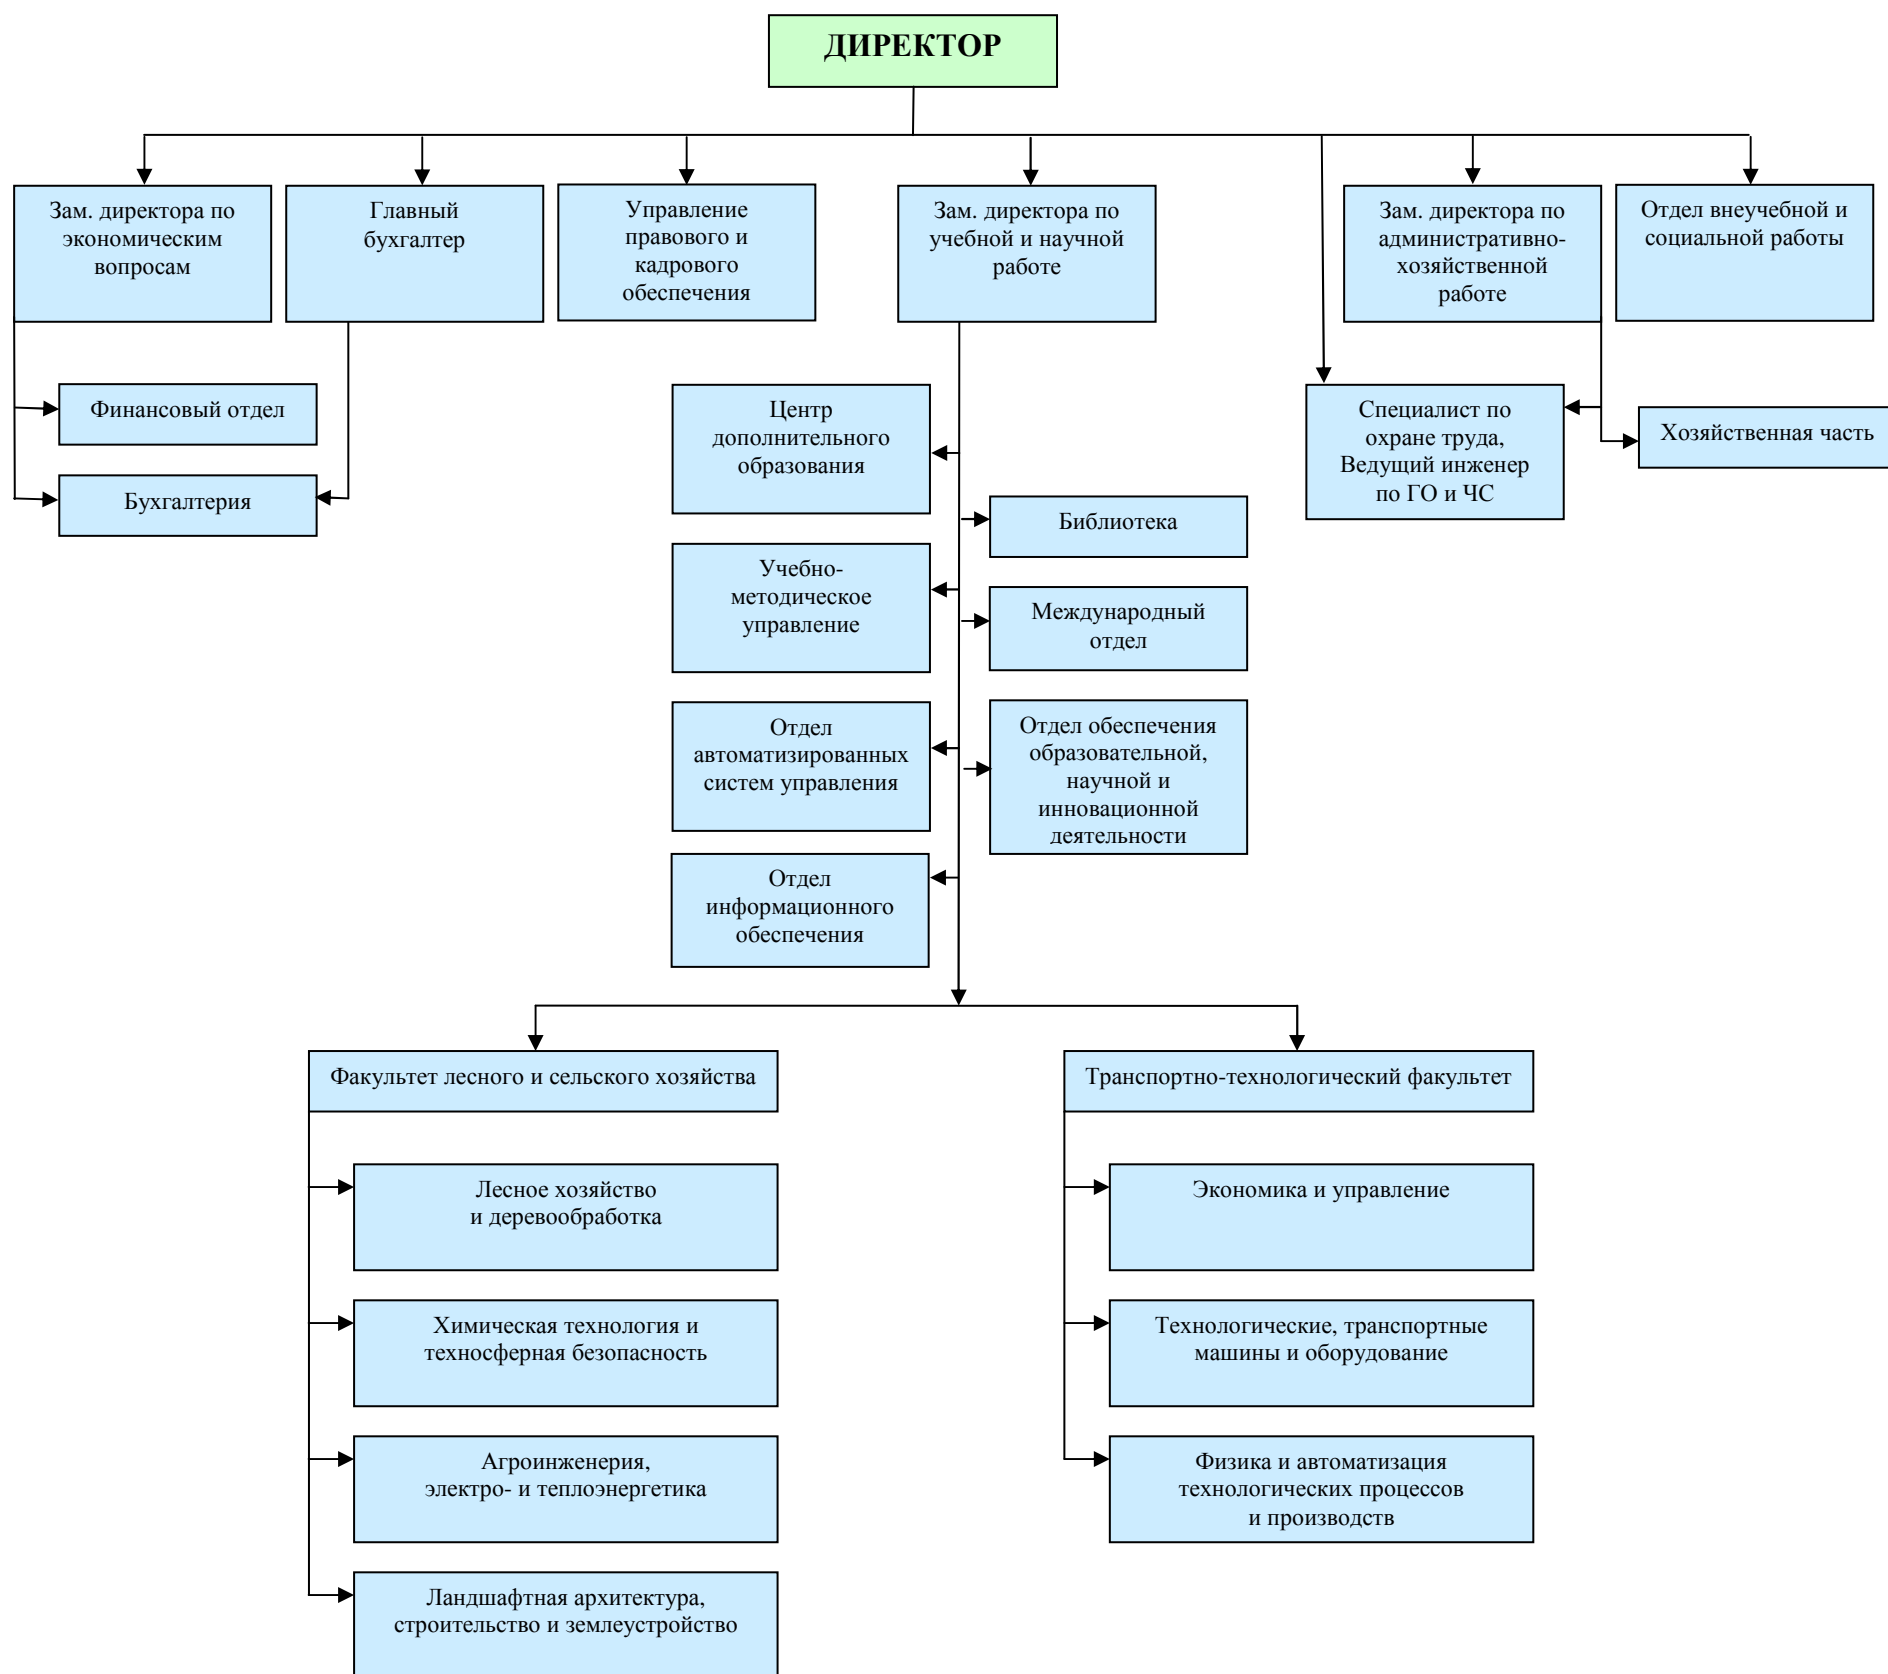 ДИРЕКТОР
Зам. директора по
экономическим
вопросам
Главный
бухгалтер
Управление
правового и
кадрового
обеспечения
Зам. директора по
учебной и научной
работе
Зам. директора по
административно-
хозяйственной
работе
Отдел внеучебной и
социальной работы
Финансовый отдел
Бухгалтерия
Центр
дополнительного
образования
Специалист по
охране труда,
Ведущий инженер
по ГО и ЧС
Хозяйственная часть
Библиотека
Учебно-
методическое
управление
Международный
отдел
Отдел
автоматизированных
систем управления
Отдел обеспечения
образовательной,
научной и
инновационной
деятельности
Отдел
информационного
обеспечения
Факультет лесного и сельского хозяйства
Транспортно-технологический факультет
Лесное хозяйство
и деревообработка
Экономика и управление
Химическая технология и
техносферная безопасность
Технологические, транспортные
машины и оборудование
Агроинженерия,
электро- и теплоэнергетика
Физика и автоматизация
технологических процессов
и производств
Ландшафтная архитектура,
строительство и землеустройство